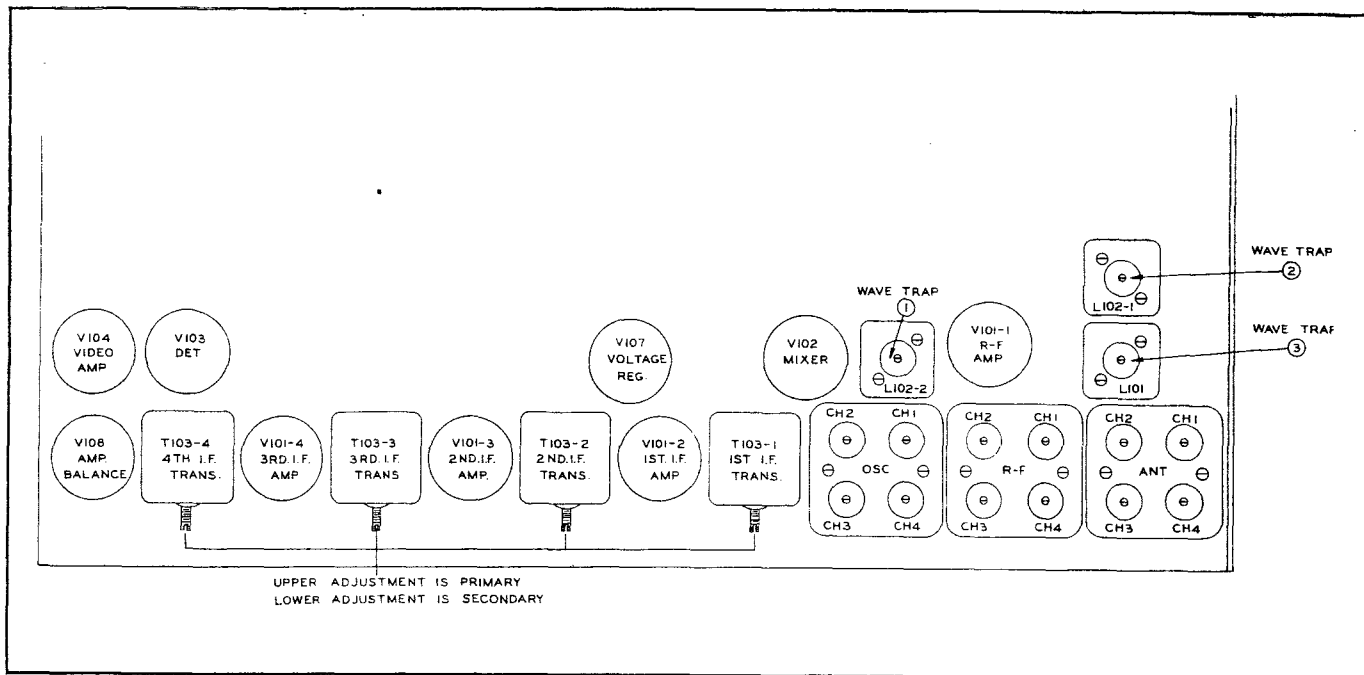 WAVE TRAP
2
L102-1
WAVE TRAP
1
L102-2
V101-1
R-F
AMP
WAVE TRAP
3
L101
V104
VIDEO
AMP
V103
DET
V107
VOLTAGE
REG.
V102
MIXER
V108
AMP.
BALANCE
T103-4
4TH I.F.
TRANS.
V101-4
3RD. I.F.
AMP
T103-3
3RD. I.F.
TRANS
V101-3
2ND. I.F.
AMP.
T103-2
2ND. I.F.
TRANS.
V101-2
1ST. I.F.
AMP
T103-1
1ST I.F.
TRANS.
CH2 CH1
OSC
CH3 CH4
CH2 CH1
R-F
CH3 CH4
CH2 CH1
ANT
CH3 CH4
UPPER ADJUSTMENT IS PRIMARY
LOWER ADJUSTMENT IS SECONDARY